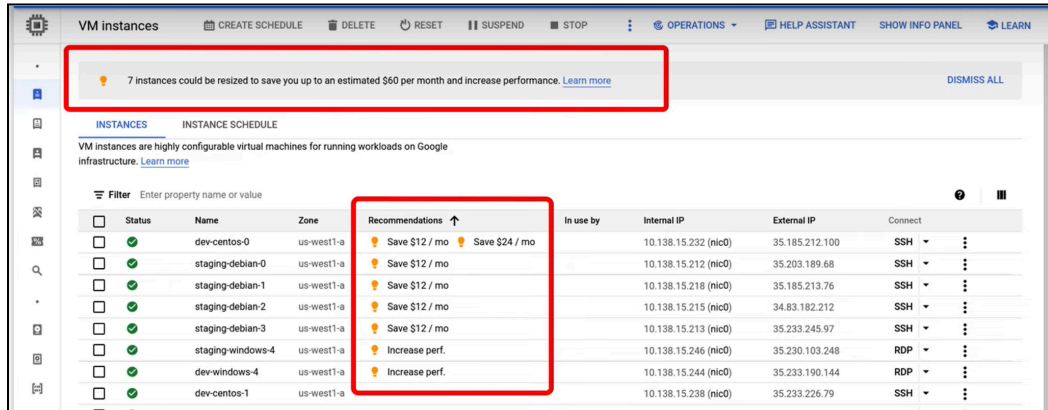 VM instances CREATE SCHEDULE DELETE RESET SUSPEND STOP OPERATIONS HELP ASSISTANT SHOW INFO PANEL LEARN
7 instances could be resized to save you up to an estimated $60 per month and increase performance. Learn more DISMISS ALL
INSTANCES INSTANCE SCHEDULE
VM instances are highly configurable virtual machines for running workloads on Google
infrastructure. Learn more
Filter Enter property name or value
Status Name Zone Recommendations In use by Internal IP External IP Connect
dev-centos-0 us-west1-a Save $12 / mo Save $24 / mo 10.138.15.232 (nic0) 35.185.212.100 SSH
staging-debian-0 us-west1-a Save $12 / mo 10.138.15.212 (nic0) 35.203.189.68 SSH
staging-debian-1 us-west1-a Save $12 / mo 10.138.15.218 (nic0) 35.185.213.76 SSH
staging-debian-2 us-west1-a Save $12 / mo 10.138.15.215 (nic0) 34.83.182.212 SSH
staging-debian-3 us-west1-a Save $12 / mo 10.138.15.213 (nic0) 35.233.245.97 SSH
staging-windows-4 us-west1-a Increase perf. 10.138.15.246 (nic0) 35.230.103.248 RDP
dev-windows-4 us-west1-a Increase perf. 10.138.15.244 (nic0) 35.233.190.144 RDP
dev-centos-1 us-west1-a 10.138.15.238 (nic0) 35.233.226.79 SSH